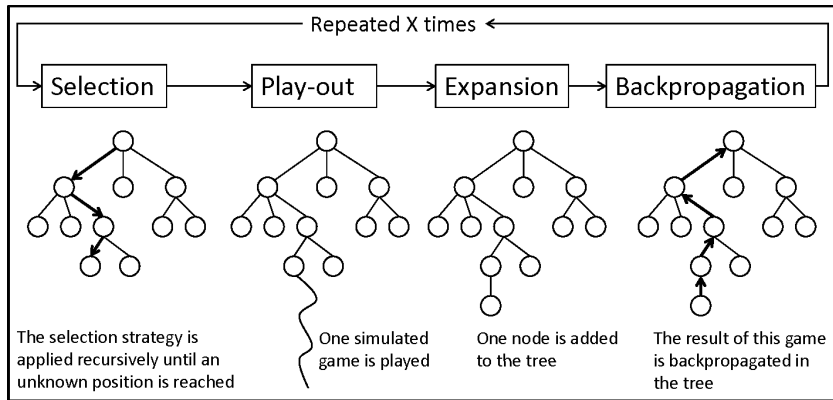 Repeated X times
Selection
Play-out
Expansion
Backpropagation
The selection strategy is
applied recursively until an
unknown position is reached
One simulated
game is played
One node is added
to the tree
The result of this game
is backpropagated in
the tree